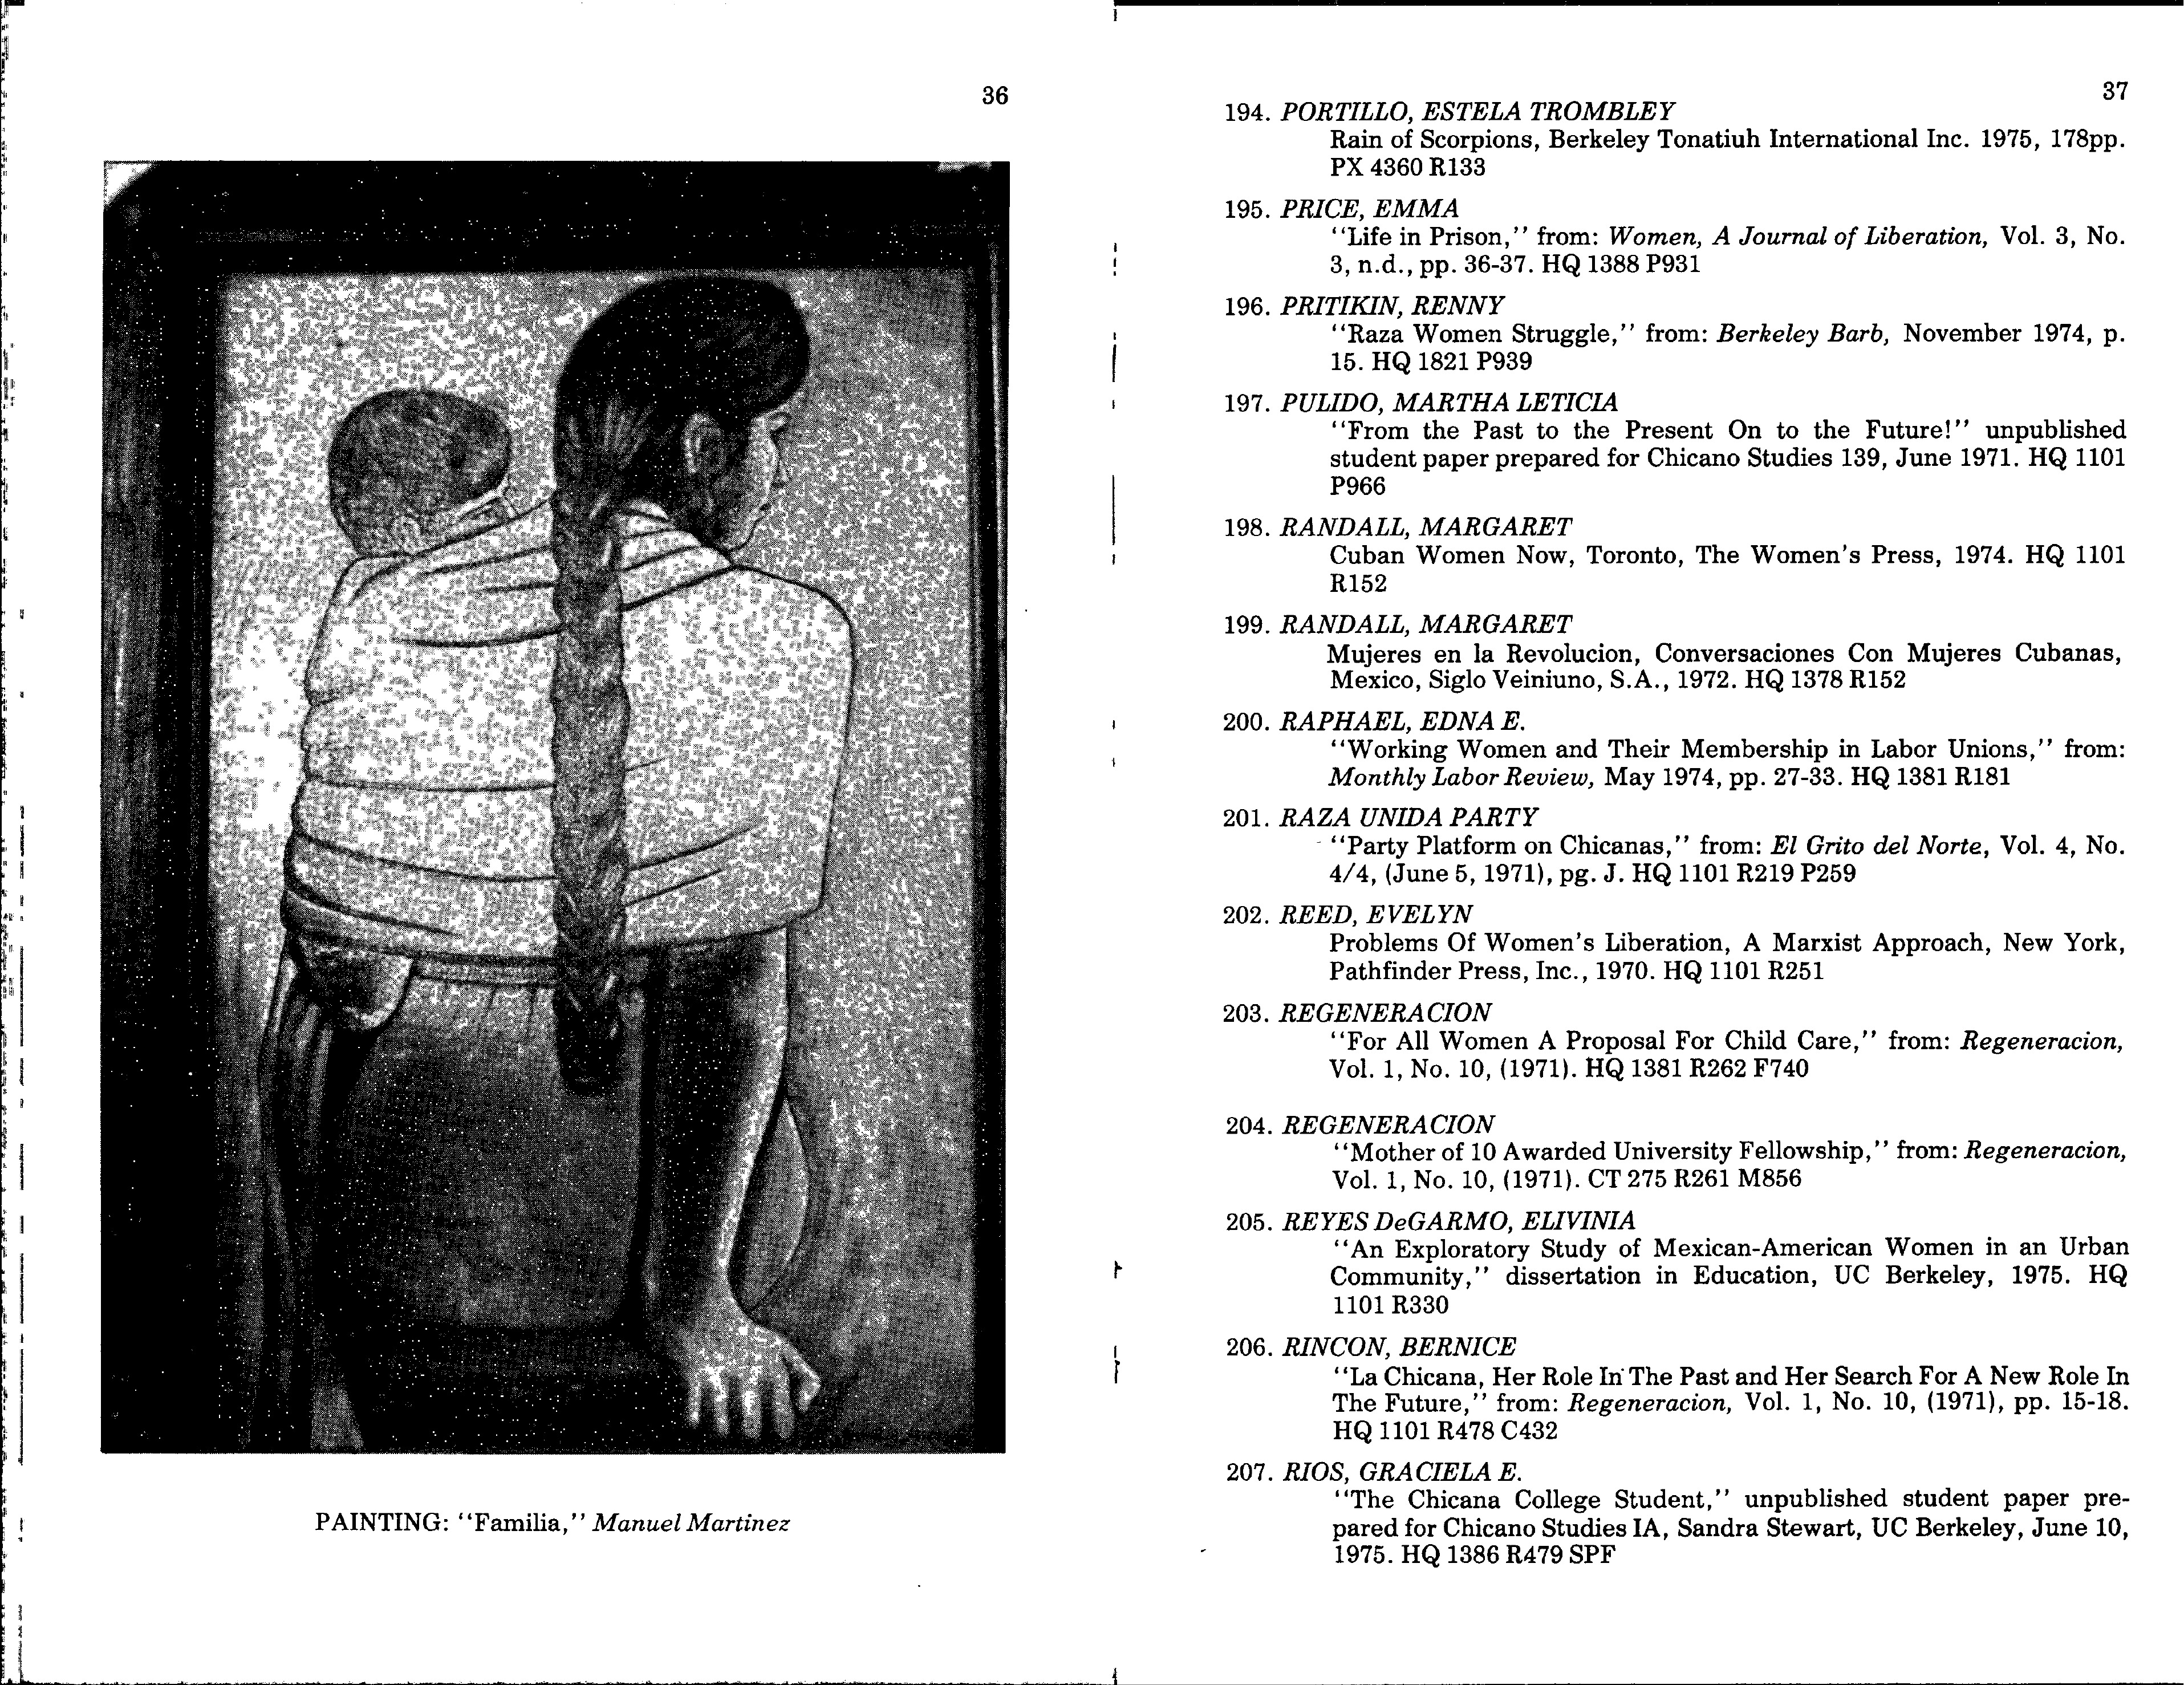 36
PAINTING: “Familia,” Manuel Martinez
37
194. PORTILLO, ESTELA TROMBLEY
Rain of Scorpions, Berkeley Tonatiuh International Inc. 1975, 178pp.
PX 4360 R133
195. PRICE, EMMA
“Life in Prison,” from: Women, A Journal of Liberation, Vol. 3, No.
3, n.d., pp. 36-37. HQ 1388 P931
196. PRITIKIN, RENNY
“Raza Women Struggle,” from: Berkeley Barb, November 1974, p.
15. HQ 1821 P939
197. PULIDO, MARTHA LETICIA
“From the Past to the Present On to the Future!” unpublished
student paper prepared for Chicano Studies 139, June 1971. HQ 1101
P966
198. RANDALL, MARGARET
Cuban Women Now, Toronto, The Women's Press, 1974. HQ 1101
R152
199. RANDALL, MARGARET
Mujeres en la Revolucion, Conversaciones Con Mujeres Cubanas,
Mexico, Siglo Veiniuno, S.A., 1972. HQ 1378 R152
200. RAPHAEL, EDNA E.
“Working Women and Their Membership in Labor Unions,” from:
Monthly Labor Review, May 1974, pp. 27-33. HQ 1381 R181
201. RAZA UNIDA PARTY
“Party Platform on Chicanas,” from: El Grito del Norte, Vol. 4, No.
4/4, (June 5, 1971), pg. J. HQ 1101 R219 P259
202. REED, EVELYN
Problems Of Women's Liberation, A Marxist Approach, New York,
Pathfinder Press, Inc., 1970. HQ 1101 R251
203. REGENERACION
“For All Women A Proposal For Child Care,” from: Regeneracion,
Vol. 1, No. 10, (1971). HQ 1381 R262 F740
204. REGENERACION
“Mother of 10 Awarded University Fellowship,” from: Regeneracion,
Vol. 1, No. 10, (1971). CT 275 R261 M856
205. REYES DeGARMO, ELIVINIA
“An Exploratory Study of Mexican-American Women in an Urban
Community,” dissertation in Education, UC Berkeley, 1975. HQ
1101 R330
206. RINCON, BERNICE
“La Chicana, Her Role In The Past and Her Search For A New Role In
The Future,” from: Regeneracion, Vol. 1, No. 10, (1971), pp. 15-18.
HQ 1101 R478 C432
207. RIOS, GRACIELA E.
“The Chicana College Student,” unpublished student paper pre-
pared for Chicano Studies IA, Sandra Stewart, UC Berkeley, June 10,
1975. HQ 1386 R479 SPF